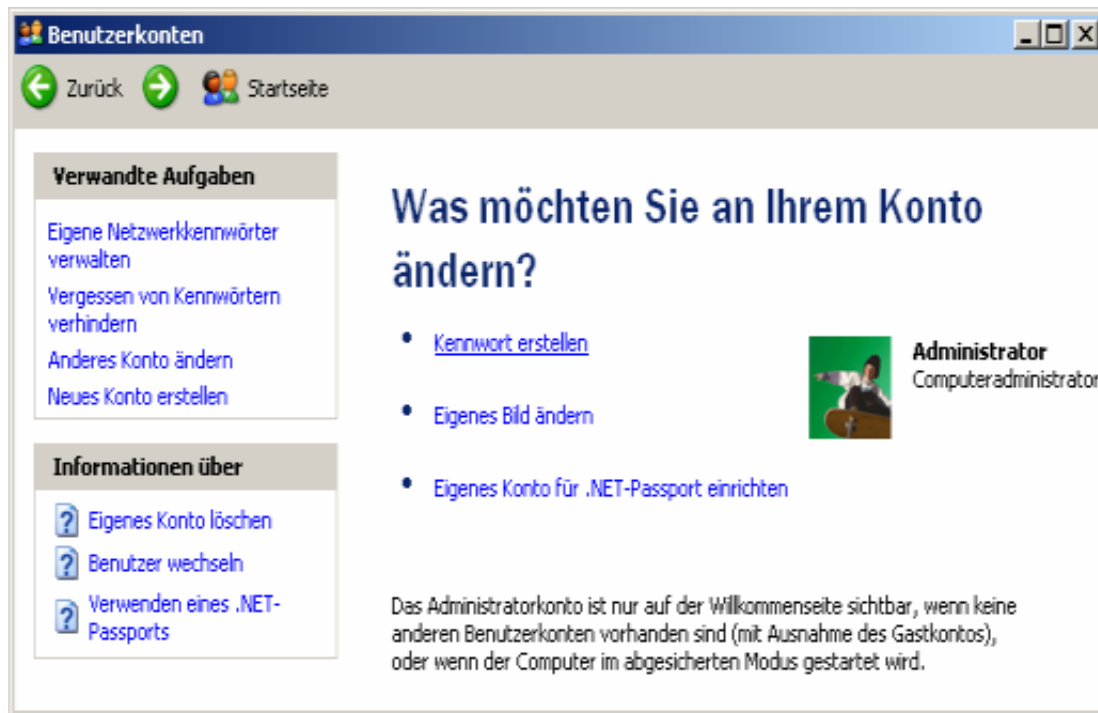 Benutzerkonten
Zurück Startseite
Verwandte Aufgaben
Eigene Netzwerkkennwörter
verwalten
Vergessen von Kennwörtern
verhindern
Anderes Konto ändern
Neues Konto erstellen
Informationen über
Eigenes Konto löschen
Benutzer wechseln
Verwenden eines .NET-
Passports
Was möchten Sie an Ihrem Konto
ändern?
Kennwort erstellen
Eigenes Bild ändern
Eigenes Konto für .NET-Passport einrichten
Administrator
Computeradministrator
Das Administratorkonto ist nur auf der Willkommenseite sichtbar, wenn keine
anderen Benutzerkonten vorhanden sind (mit Ausnahme des Gastkontos),
oder wenn der Computer im abgesicherten Modus gestartet wird.